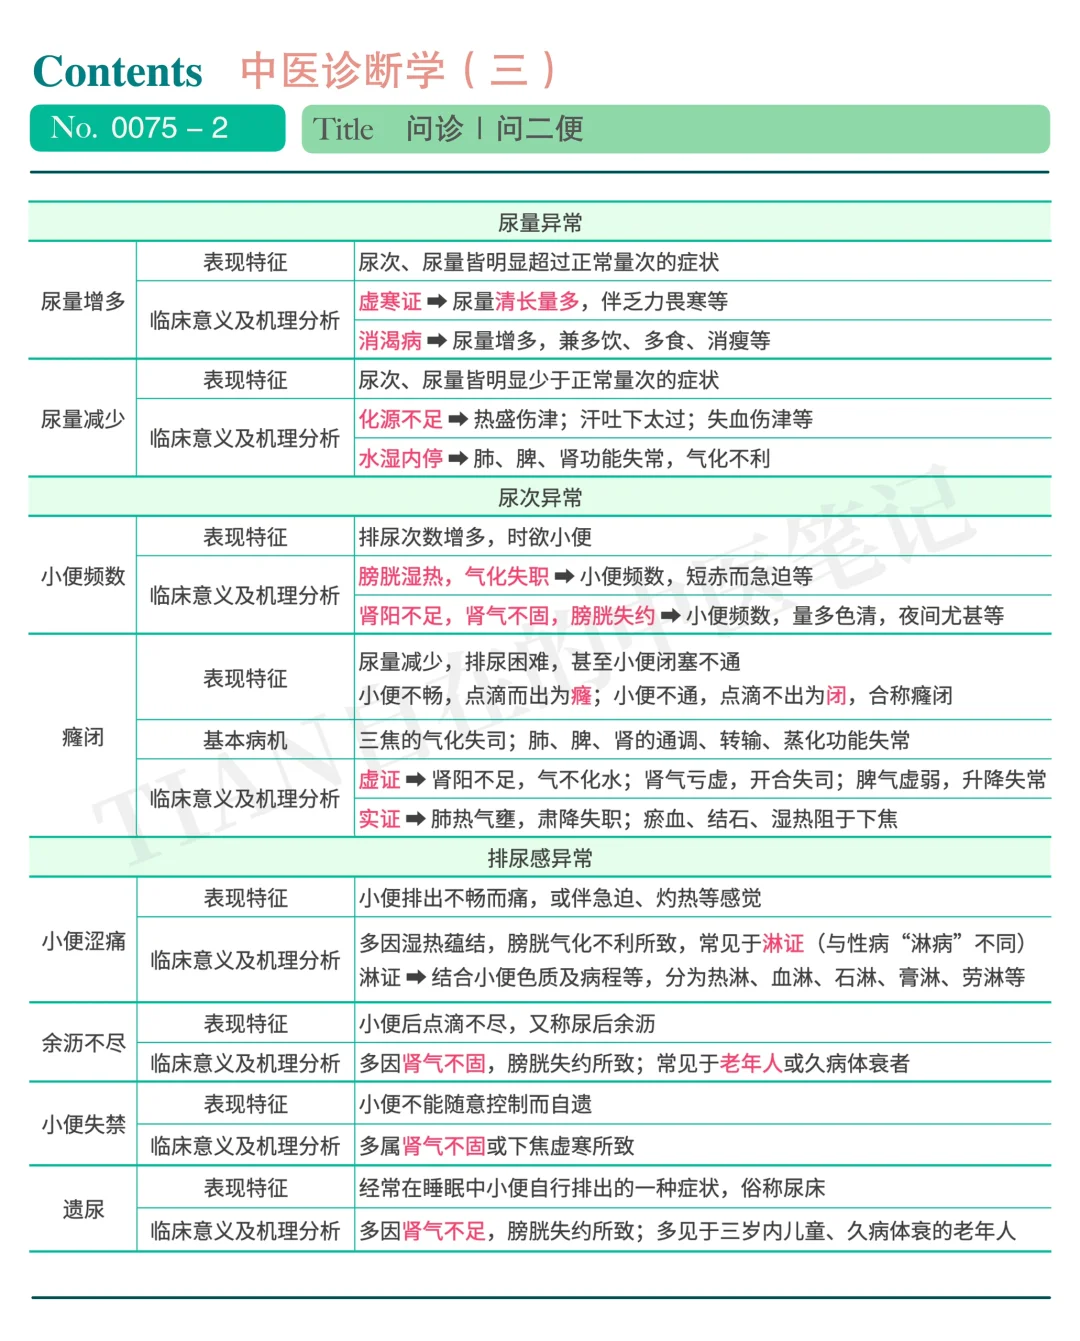 Contents 中医诊断学（三）
No. 0075 – 2
Title 问诊 | 问二便
尿量异常
尿量增多
表现特征
尿次、尿量皆明显超过正常量次的症状
临床意义及机理分析
虚寒证 ➡ 尿量清长量多，伴乏力畏寒等
消渴病 ➡ 尿量增多，兼多饮、多食、消瘦等
尿量减少
表现特征
尿次、尿量皆明显少于正常量次的症状
临床意义及机理分析
化源不足 ➡ 热盛伤津；汗吐下太过；失血伤津等
水湿内停 ➡ 肺、脾、肾功能失常，气化不利
尿次异常
小便频数
表现特征
排尿次数增多，时欲小便
临床意义及机理分析
膀胱湿热，气化失职 ➡ 小便频数，短赤而急迫等
肾阳不足，肾气不固，膀胱失约 ➡ 小便频数，量多色清，夜间尤甚等
癃闭
表现特征
尿量减少，排尿困难，甚至小便闭塞不通
小便不畅，点滴而出为癃；小便不通，点滴不出为闭，合称癃闭
基本病机
三焦的气化失司；肺、脾、肾的通调、转输、蒸化功能失常
临床意义及机理分析
虚证 ➡ 肾阳不足，气不化水；肾气亏虚，开合失司；脾气虚弱，升降失常
实证 ➡ 肺热气壅，肃降失职；瘀血、结石、湿热阻于下焦
排尿感异常
小便涩痛
表现特征
小便排出不畅而痛，或伴急迫、灼热等感觉
临床意义及机理分析
多因湿热蕴结，膀胱气化不利所致，常见于淋证（与性病“淋病”不同）
淋证 ➡ 结合小便色质及病程等，分为热淋、血淋、石淋、膏淋、劳淋等
余沥不尽
表现特征
小便后点滴不尽，又称尿后余沥
临床意义及机理分析
多因肾气不固，膀胱失约所致；常见于老年人或久病体衰者
小便失禁
表现特征
小便不能随意控制而自遗
临床意义及机理分析
多属肾气不固或下焦虚寒所致
遗尿
表现特征
经常在睡眠中小便自行排出的一种症状，俗称尿床
临床意义及机理分析
多因肾气不足，膀胱失约所致；多见于三岁内儿童、久病体衰的老年人
TIAN自在的中医笔记